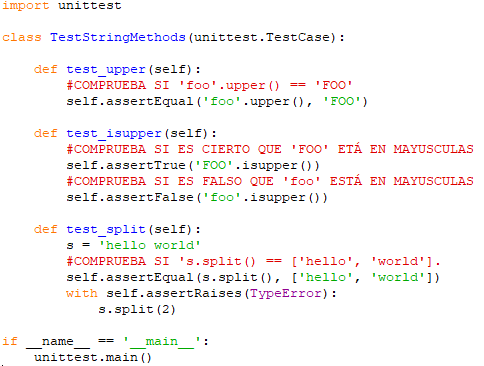 import unittest
class TestStringMethods(unittest.TestCase):
def test_upper(self):
#COMPRUEBA SI 'foo'.upper() == 'FOO'
self.assertEqual('foo'.upper(), 'FOO')
def test_isupper(self):
#COMPRUEBA SI ES CIERTO QUE 'FOO' ETÁ EN MAYUSCULAS
self.assertTrue('FOO'.isupper())
#COMPRUEBA SI ES FALSO QUE 'foo' ESTÁ EN MAYUSCULAS
self.assertFalse('foo'.isupper())
def test_split(self):
s = 'hello world'
#COMPRUEBA SI 's.split() == ['hello', 'world'].
self.assertEqual(s.split(), ['hello', 'world'])
with self.assertRaises(TypeError):
s.split(2)
if __name__ == '__main__':
unittest.main()